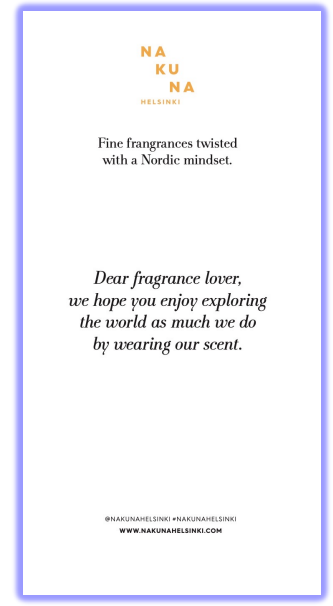 NA
KU
NA
HELSINKI
Fine frangrances twisted
with a Nordic mindset.
Dear fragrance lover,
we hope you enjoy exploring
the world as much we do
by wearing our scent.
@NAKUNAHELSINKI #NAKUNAHELSINKI
WWW.NAKUNAHELSINKI.COM